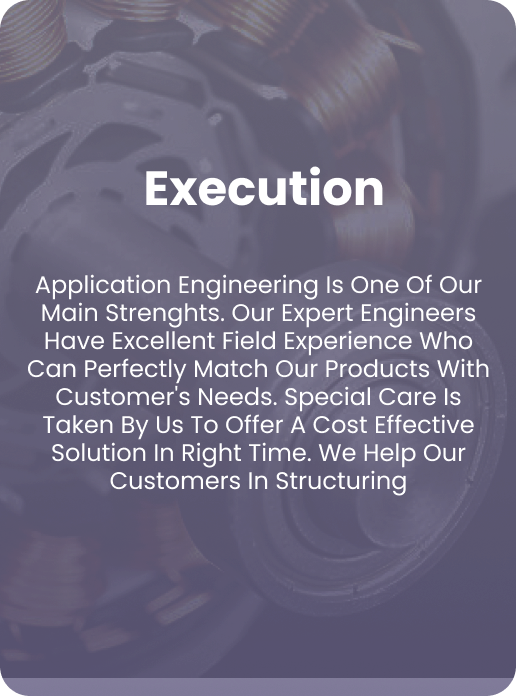 Execution
Application Engineering Is One Of Our
Main Strenghts. Our Expert Engineers
Have Excellent Field Experience Who
Can Perfectly Match Our Products With
Customer's Needs. Special Care Is
Taken By Us To Offer A Cost Effective
Solution In Right Time. We Help Our
Customers In Structuring